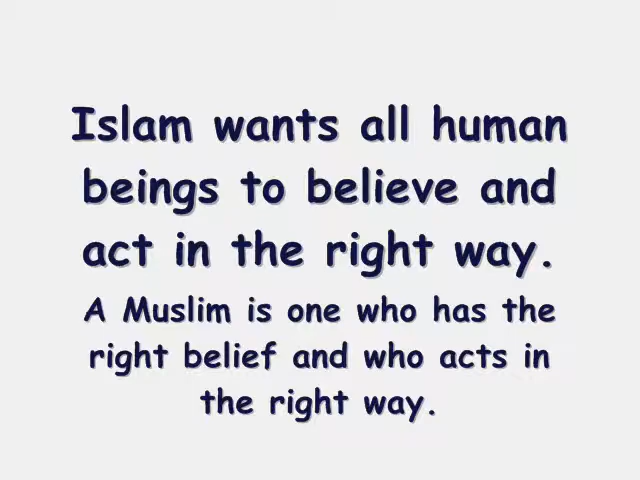 Islam wants all human
beings to believe and
act in the right way.
A Muslim is one who has the
right belief and who acts in
the right way.